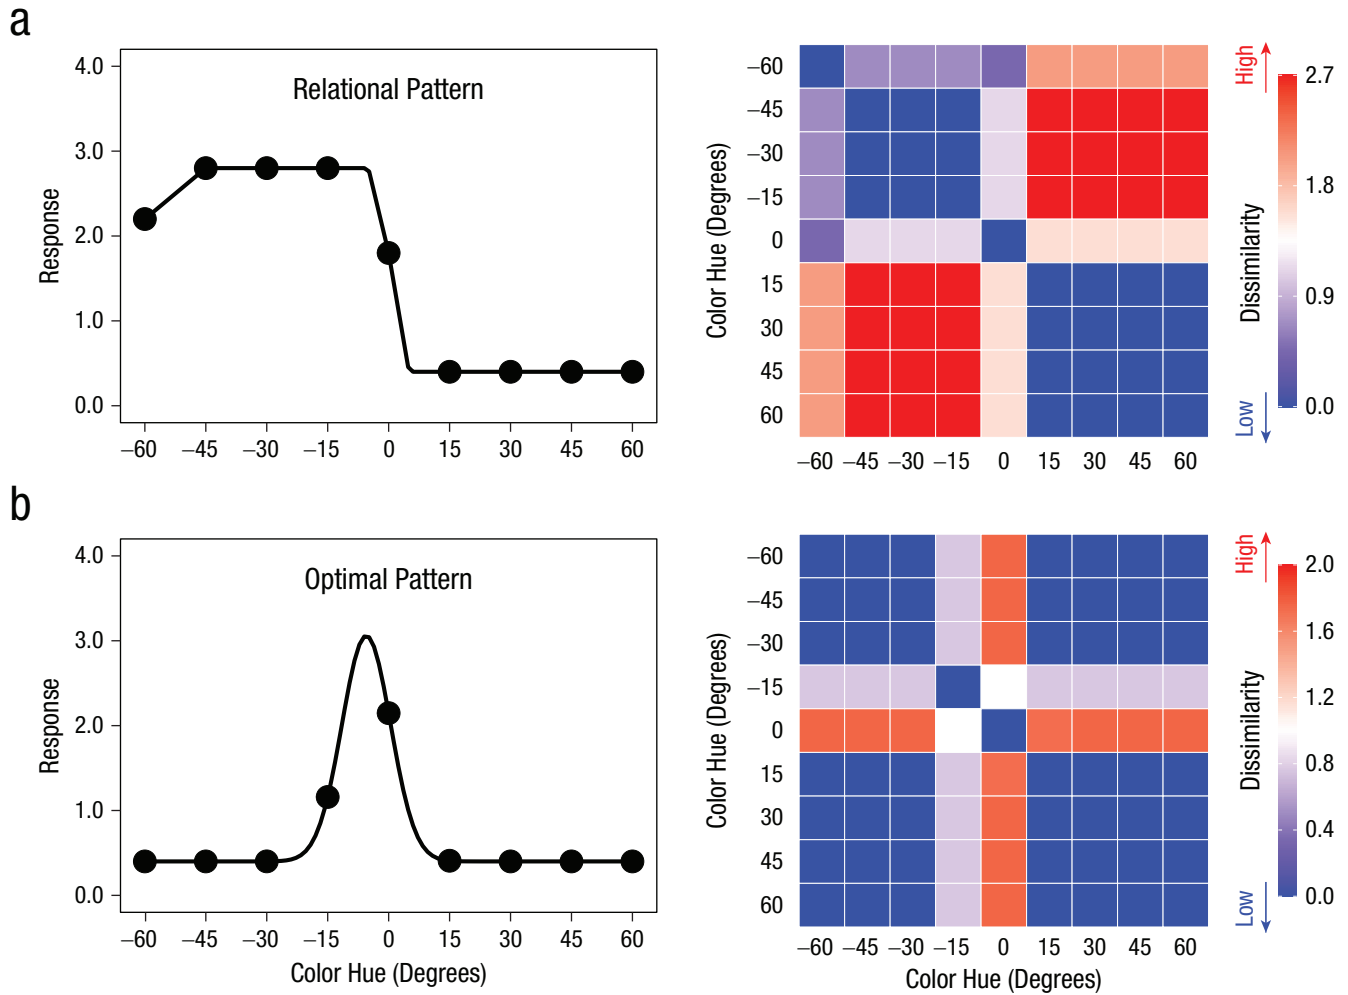 a
Relational Pattern
Response
4.0
3.0
2.0
1.0
0.0
−60 −45 −30 −15 0 15 30 45 60
Color Hue (Degrees)
−60
−45
−30
−15
0
15
30
45
60
−60 −45 −30 −15 0 15 30 45 60
High
Dissimilarity
Low
2.7
1.8
0.9
0.0
b
Optimal Pattern
Response
4.0
3.0
2.0
1.0
0.0
−60 −45 −30 −15 0 15 30 45 60
Color Hue (Degrees)
Color Hue (Degrees)
−60
−45
−30
−15
0
15
30
45
60
−60 −45 −30 −15 0 15 30 45 60
Color Hue (Degrees)
High
Dissimilarity
Low
2.0
1.6
1.2
0.8
0.4
0.0